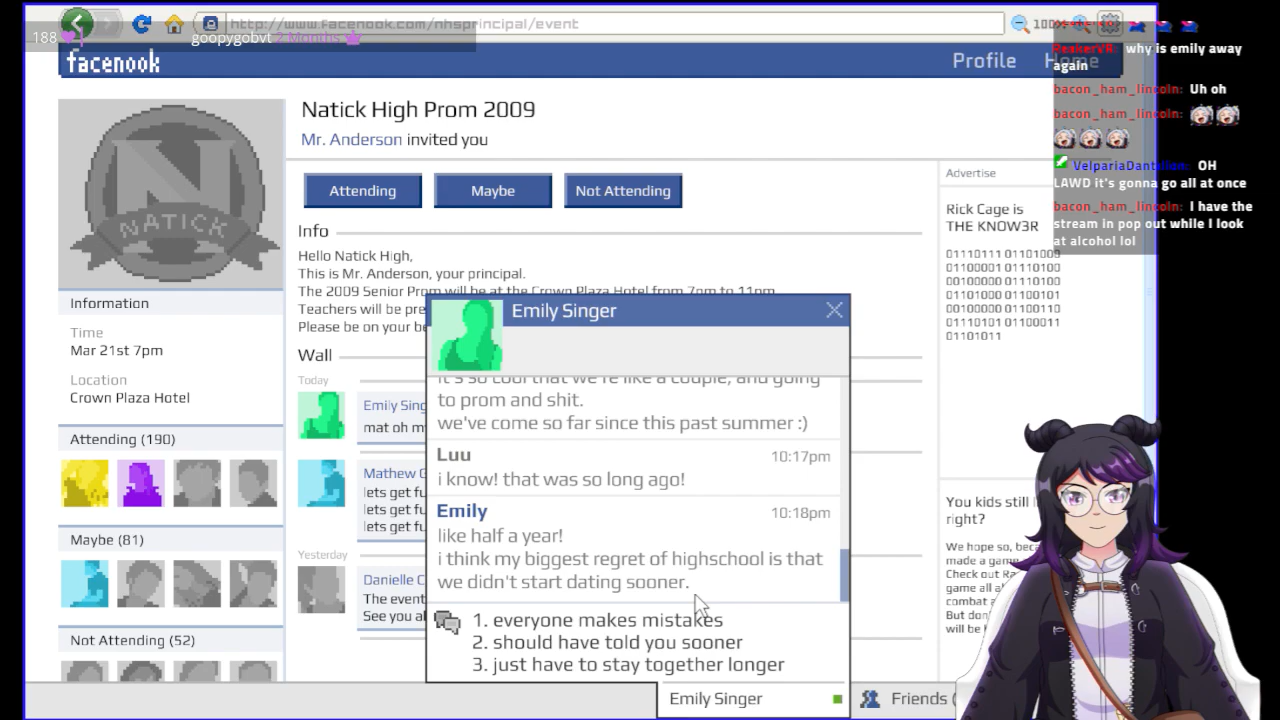 http://www.facenook.com/nhsprincipal/event
188
goopygobvt 2 Months
facenook
Profile
PeakerVR: why is emily away
again
bacon_ham_lincoln: Uh oh
bacon_ham_lincoln:
VelpariaDantalion: OH
LAWD it's gonna go all at once
bacon_ham_lincoln: I have the
stream in pop out while I look
at alcohol lol
N
NATICK
Natick High Prom 2009
Mr. Anderson invited you
Attending
Maybe
Not Attending
Info
Hello Natick High,
This is Mr. Anderson, your principal.
The 2009 Senior Prom will be at the Crown Plaza Hotel from 7pm to 11pm
Teachers will be pre
Please be on your be
Wall
Today
Emily Sing
mat oh m
Mathew G
lets get fu
lets get fu
lets get fu
Yesterday
Danielle C
The event
See you al
Information
Time
Mar 21st 7pm
Location
Crown Plaza Hotel
Attending (190)
Maybe (81)
Not Attending (52)
Advertise
Rick Cage is
THE KNOW3R
01110111 01101000
01100001 01110100
00100000 01110100
01101000 01100101
00100000 01100110
01110101 01100011
01101011
You kids still l
right?
We hope so, beca
made a game
Check out Ra
game all a
combat a
But don
will be
Emily Singer
it's so cool that we're like a couple, and going
to prom and shit.
we've come so far since this past summer :)
Luu 10:17pm
i know! that was so long ago!
Emily 10:18pm
like half a year!
i think my biggest regret of highschool is that
we didn't start dating sooner.
1. everyone makes mistakes
2. should have told you sooner
3. just have to stay together longer
Emily Singer
Friends (